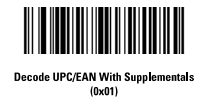 Decode UPC/EAN With Supplementals
(0x01)